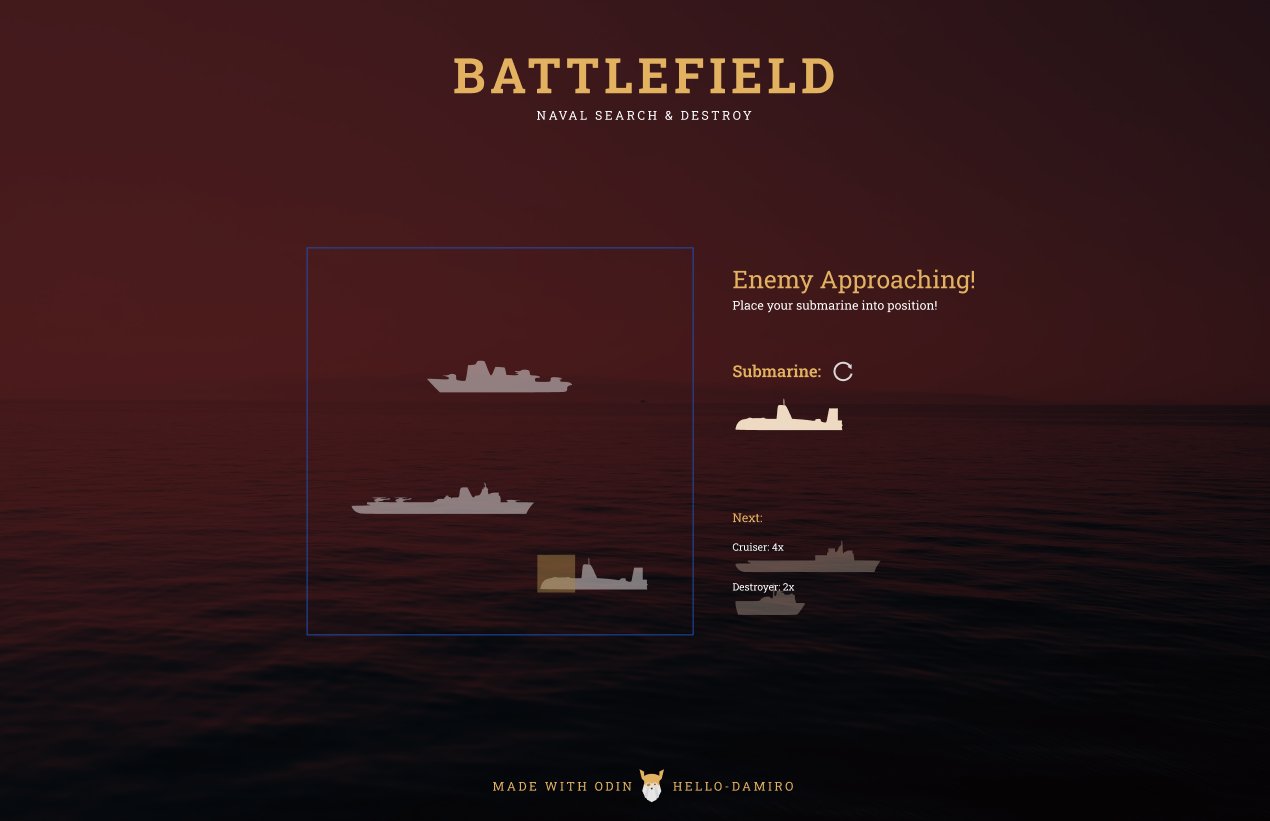 BATTLEFIELD
NAVAL SEARCH & DESTROY
Enemy Approaching!
Place your submarine into position!
Submarine:
Next:
Cruiser: 4x
Destroyer: 2x
MADE WITH ODIN HELLO-DAMIRO